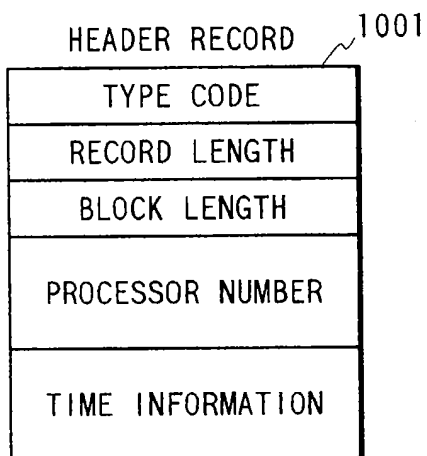 HEADER RECORD 1001
TYPE CODE
RECORD LENGTH
BLOCK LENGTH
PROCESSOR NUMBER
TIME INFORMATION